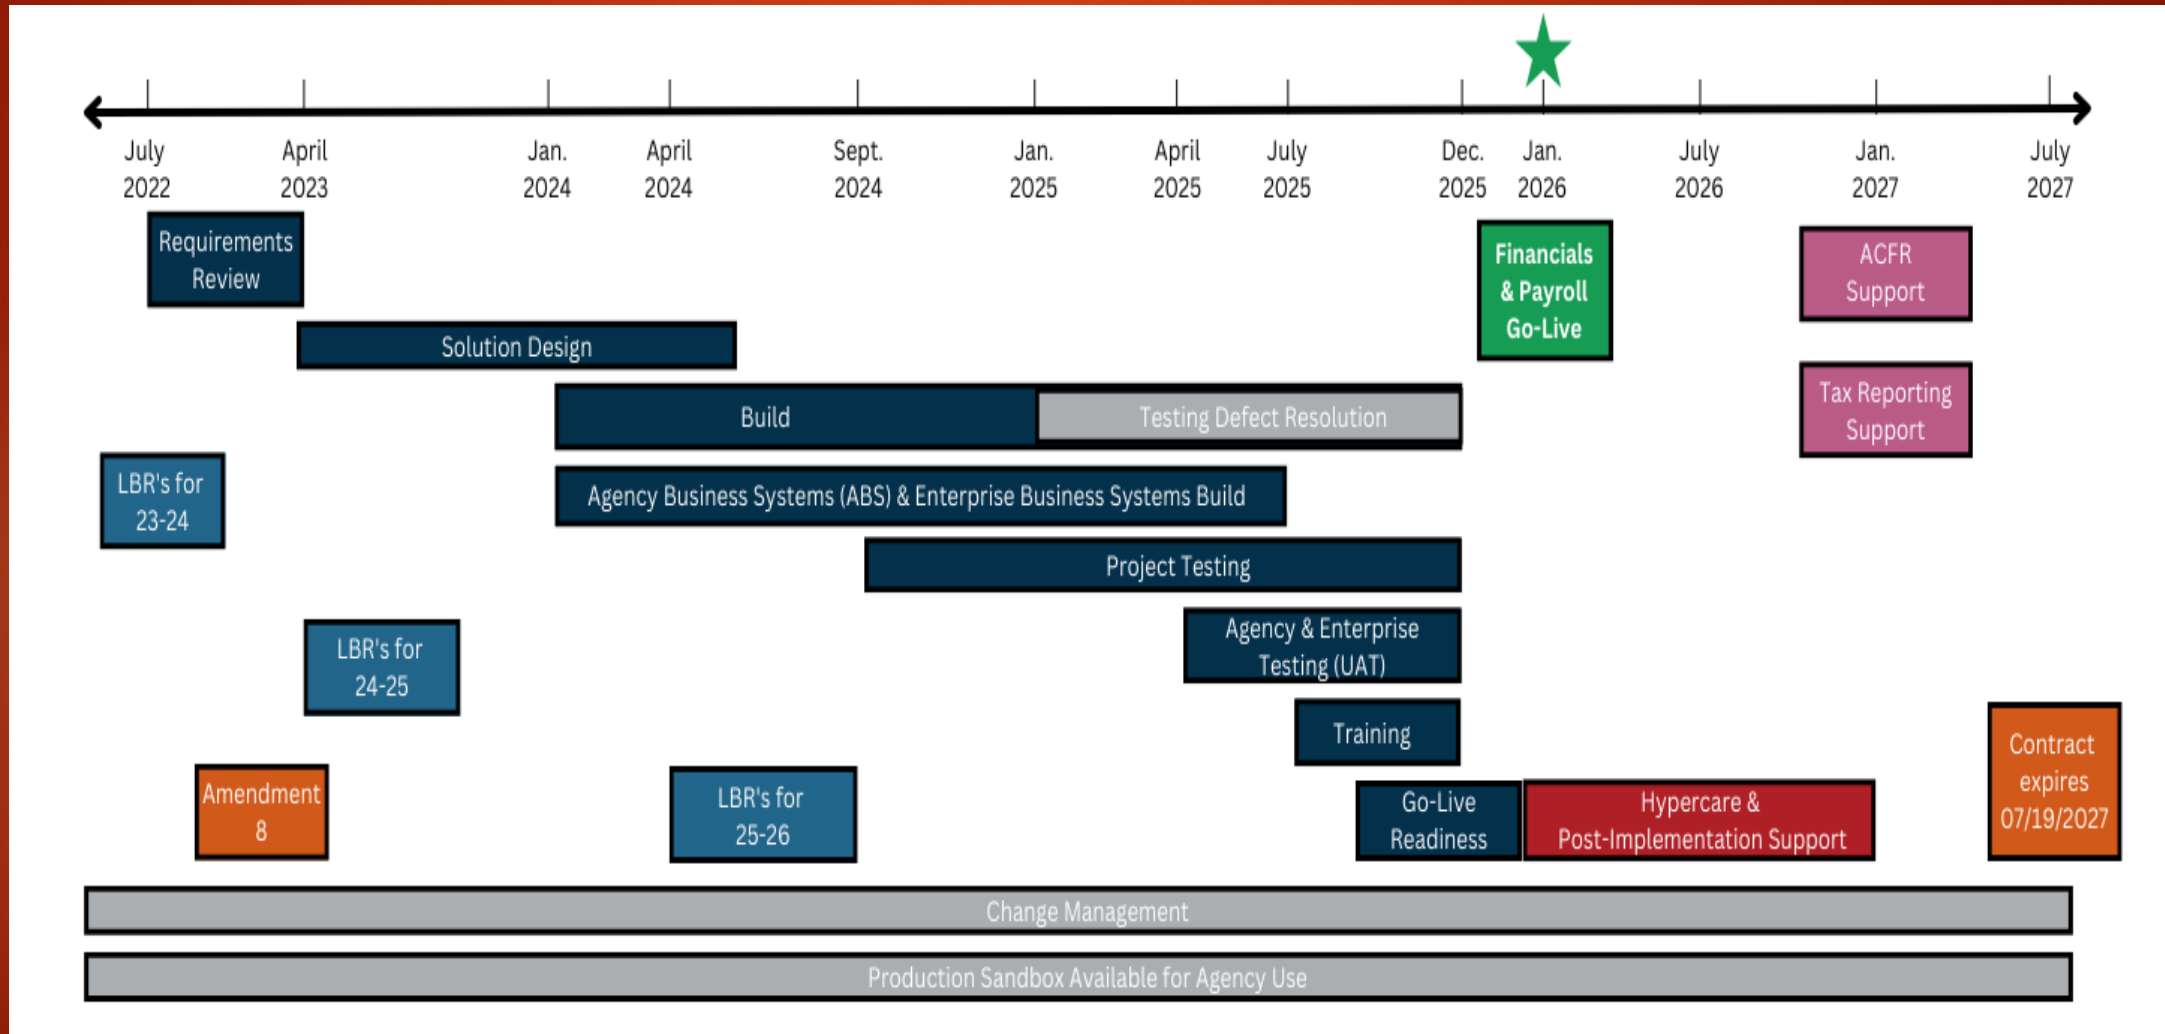 July
2022
April
2023
Jan.
2024
April
2024
Sept.
2024
Jan.
2025
April
2025
July
2025
Dec.
2025
Jan.
2026
July
2026
Jan.
2027
July
2027
Requirements
Review
Financials
& Payroll
Go-Live
ACFR
Support
Solution Design
Tax Reporting
Support
Build
Testing Defect Resolution
LBR's for
23-24
Agency Business Systems (ABS) & Enterprise Business Systems Build
Project Testing
LBR's for
24-25
Agency & Enterprise
Testing (UAT)
Training
Contract
expires
07/19/2027
Amendment
8
LBR's for
25-26
Go-Live
Readiness
Hypercare &
Post-Implementation Support
Change Management
Production Sandbox Available for Agency Use